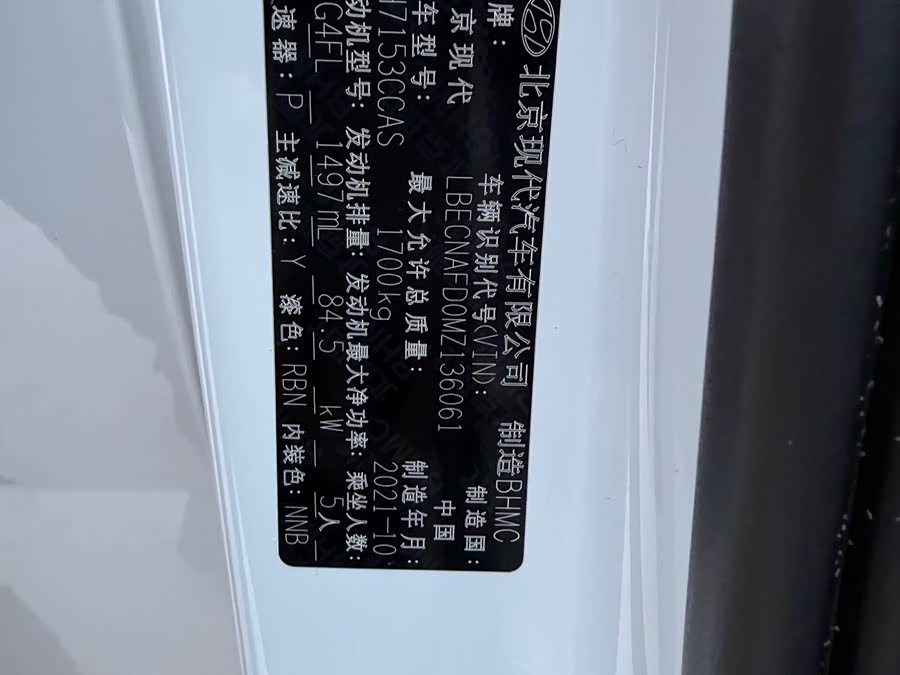 北京现代汽车有限公司 制造BHMC
牌: 车辆识别代号(VIN): 制造国:
京现代 LBECNAFD0MZ136061 中国
车型号: 最大允许总质量: 制造年月:
H7153CCAS 1700kg 2021-10
动机型号: 发动机排量: 发动机最大净功率: 乘坐人数:
G4FL 1497mL 84.5 kW 5人
速器: P 主减速比: Y 漆色: RBN 内装色: NNB